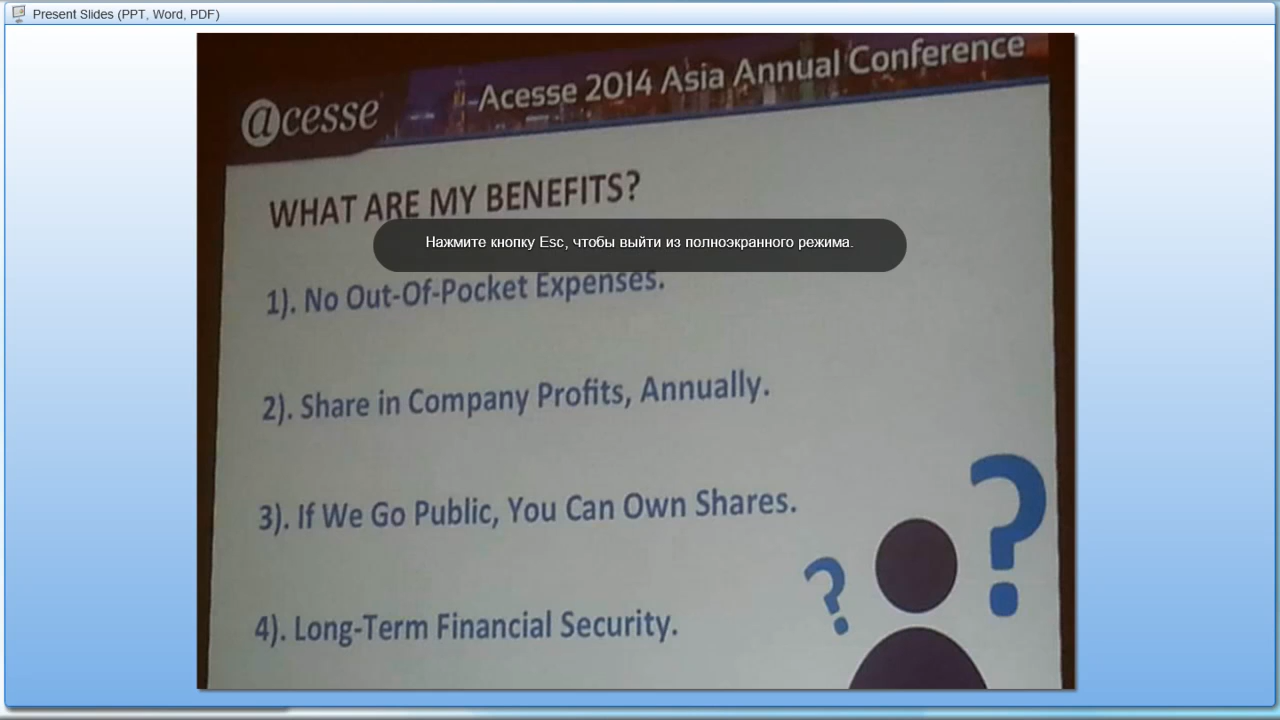 Present Slides (PPT, Word, PDF)
@cesse
Acesse 2014 Asia Annual Conference
WHAT ARE MY BENEFITS?
Нажмите кнопку Esc, чтобы выйти из полноэкранного режима.
1). No Out-Of-Pocket Expenses.
2). Share in Company Profits, Annually.
3). If We Go Public, You Can Own Shares.
4). Long-Term Financial Security.
? ?